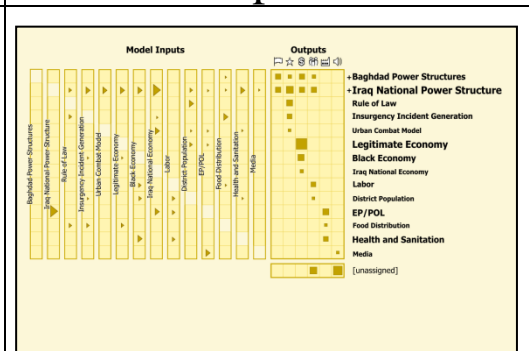 Model Inputs
Outputs
+Baghdad Power Structures
+Iraq National Power Structure
Rule of Law
Insurgency Incident Generation
Urban Combat Model
Legitimate Economy
Black Economy
Iraq National Economy
Labor
District Population
EP/POL
Food Distribution
Health and Sanitation
Media
[unassigned]
Baghdad-Power-Structures
Iraq National-Power Structure
Rule of Law
Insurgency-Incident Generation
Urban-Combat Model
Legitimate Economy
Black-Economy
Iraq National Economy
Labor
District-Population
EP/POL
Food-Distribution
Health and Sanitation
Media